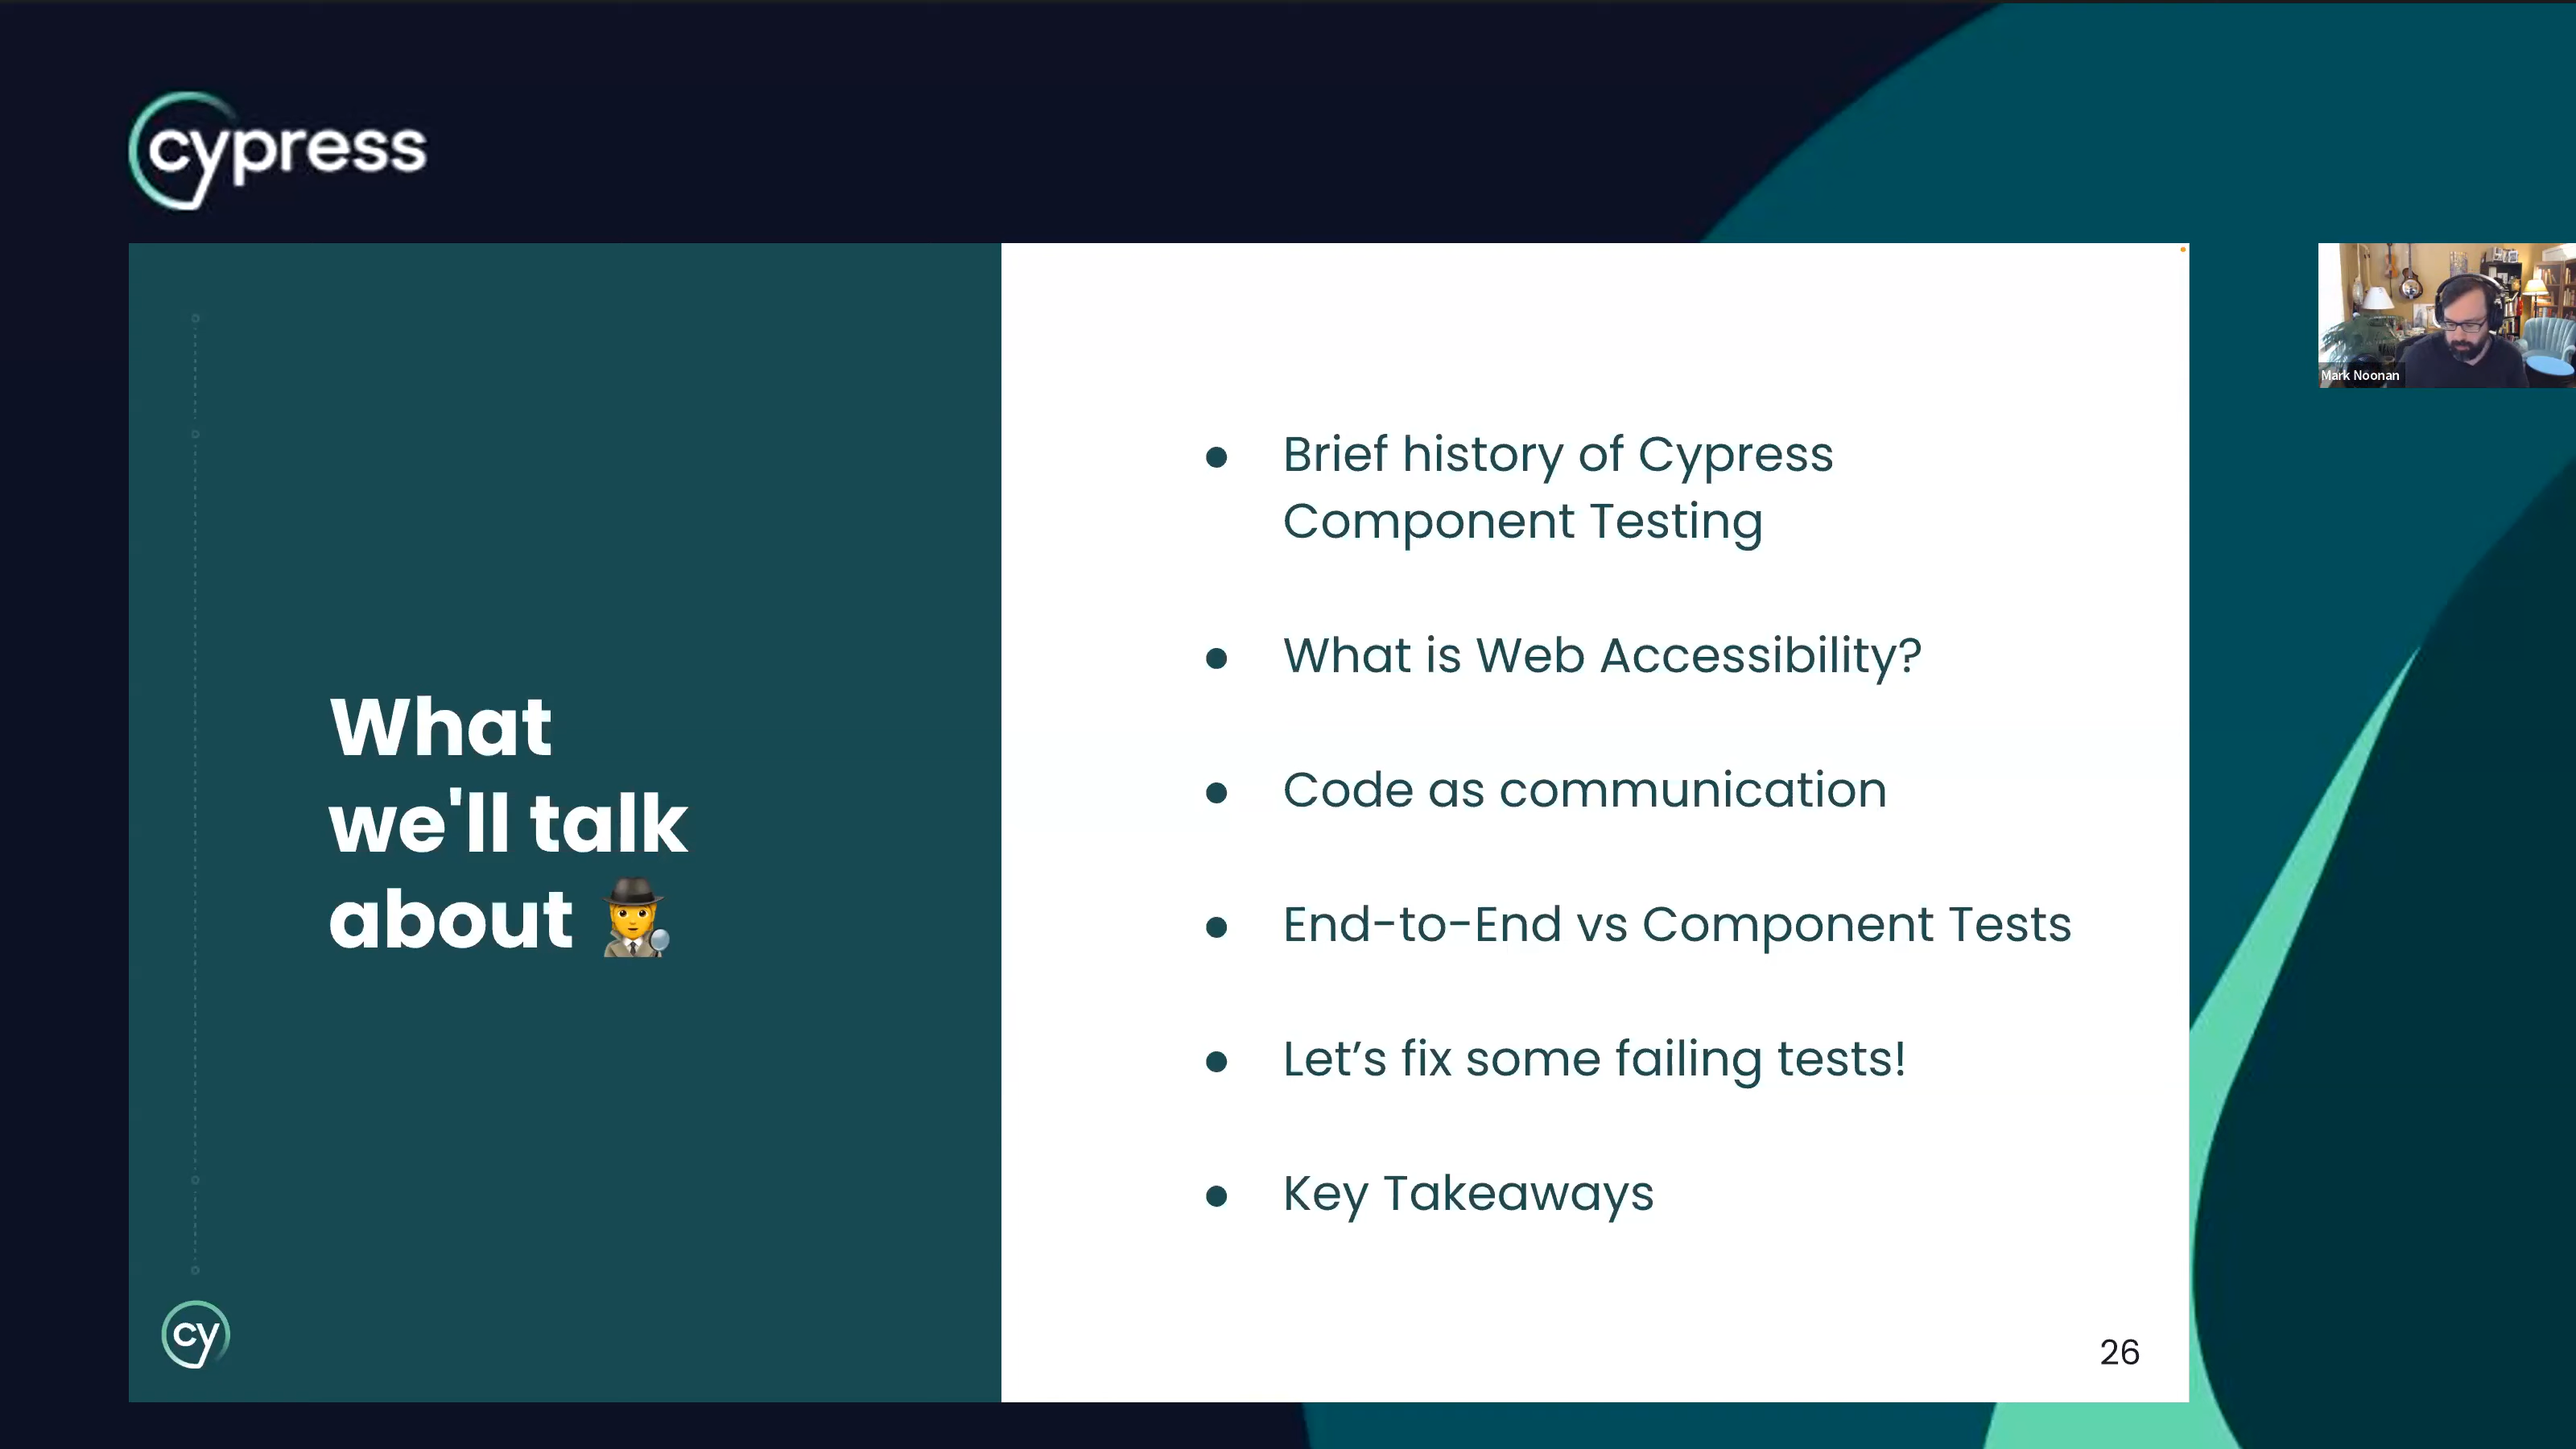 cypress
What
we'll talk
about
Brief history of Cypress
Component Testing
What is Web Accessibility?
Code as communication
End-to-End vs Component Tests
Let’s fix some failing tests!
Key Takeaways
cy
26
Mark Noonan